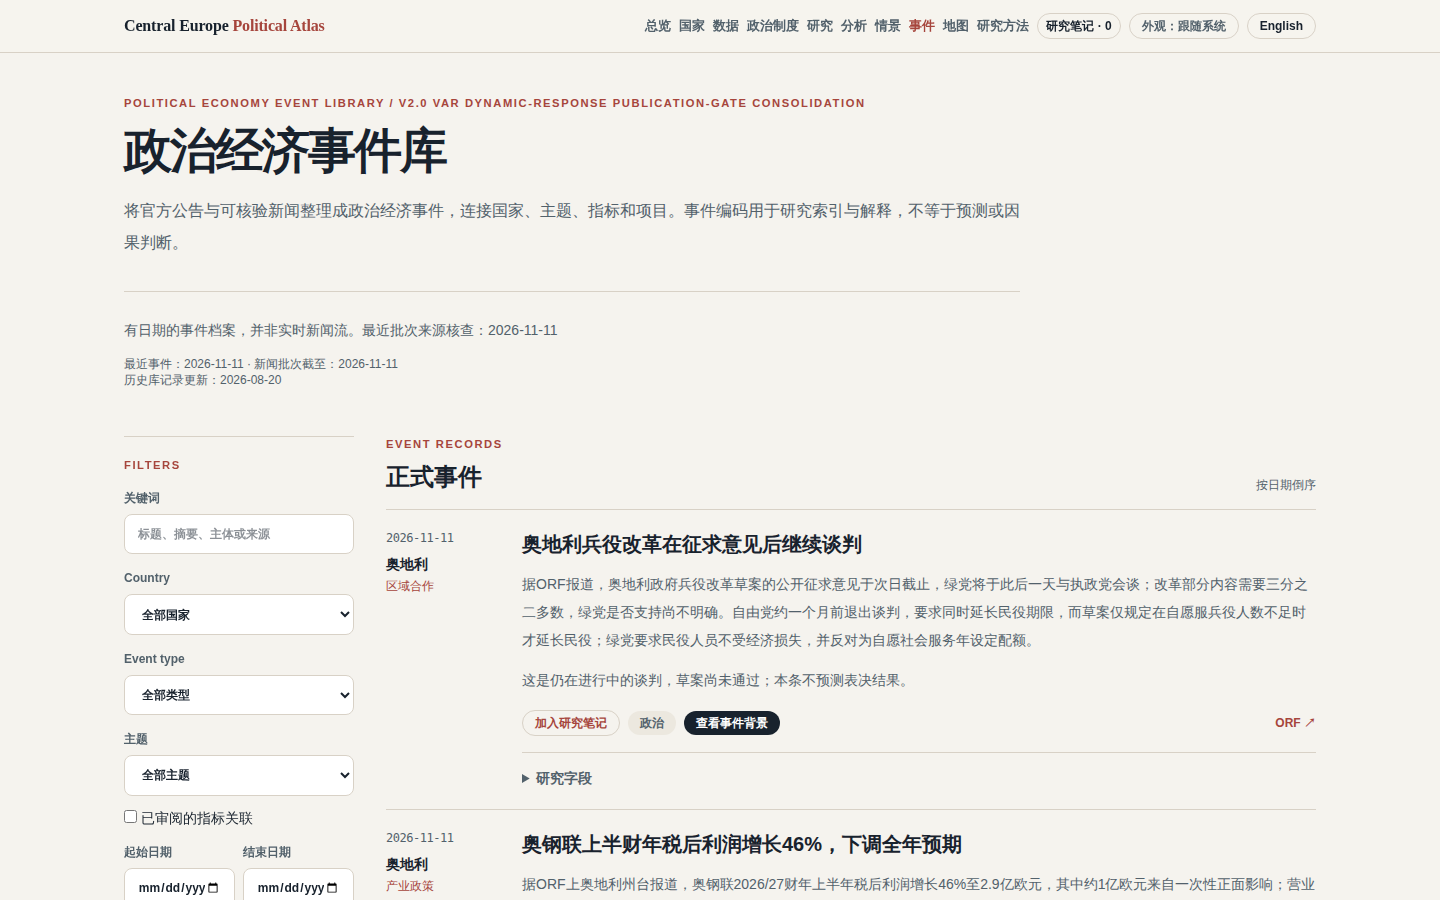 Central Europe Political Atlas
总览 国家 数据 政治制度 研究 分析 情景 事件 地图 研究方法 研究笔记 · 0 外观：跟随系统 English
POLITICAL ECONOMY EVENT LIBRARY / V2.0 VAR DYNAMIC-RESPONSE PUBLICATION-GATE CONSOLIDATION
政治经济事件库
将官方公告与可核验新闻整理成政治经济事件，连接国家、主题、指标和项目。事件编码用于研究索引与解释，不等于预测或因
果判断。
有日期的事件档案，并非实时新闻流。最近批次来源核查：2026-11-11
最近事件：2026-11-11 · 新闻批次截至：2026-11-11
历史库记录更新：2026-08-20
FILTERS
关键词
标题、摘要、主体或来源
Country
全部国家
Event type
全部类型
主题
全部主题
已审阅的指标关联
起始日期 结束日期
mm/dd/yyy mm/dd/yyy
EVENT RECORDS
正式事件
按日期倒序
2026-11-11
奥地利
区域合作
奥地利兵役改革在征求意见后继续谈判
据ORF报道，奥地利政府兵役改革草案的公开征求意见于次日截止，绿党将于此后一天与执政党会谈；改革部分内容需要三分之
二多数，绿党是否支持尚不明确。自由党约一个月前退出谈判，要求同时延长民役期限，而草案仅规定在自愿服兵役人数不足时
才延长民役；绿党要求民役人员不受经济损失，并反对为自愿社会服务年设定配额。
这是仍在进行中的谈判，草案尚未通过；本条不预测表决结果。
加入研究笔记 政治 查看事件背景 ORF ↗
▶ 研究字段
2026-11-11
奥地利
产业政策
奥钢联上半财年税后利润增长46%，下调全年预期
据ORF上奥地利州台报道，奥钢联2026/27财年上半年税后利润增长46%至2.9亿欧元，其中约1亿欧元来自一次性正面影响；营业